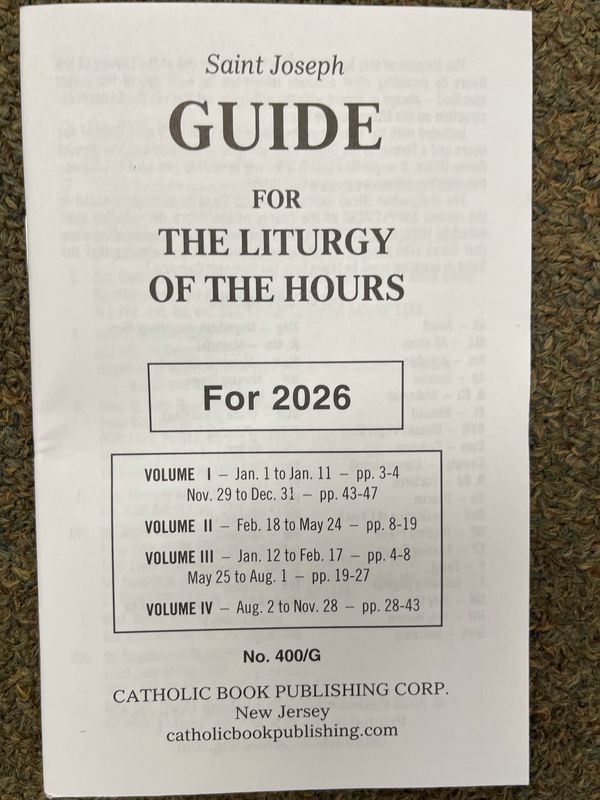 Saint Joseph
GUIDE
FOR
THE LITURGY
OF THE HOURS
For 2026
VOLUME I – Jan. 1 to Jan. 11 – pp. 3-4
Nov. 29 to Dec. 31 – pp. 43-47
VOLUME II – Feb. 18 to May 24 – pp. 8-19
VOLUME III – Jan. 12 to Feb. 17 – pp. 4-8
May 25 to Aug. 1 – pp. 19-27
VOLUME IV – Aug. 2 to Nov. 28 – pp. 28-43
No. 400/G
CATHOLIC BOOK PUBLISHING CORP.
New Jersey
catholicbookpublishing.com